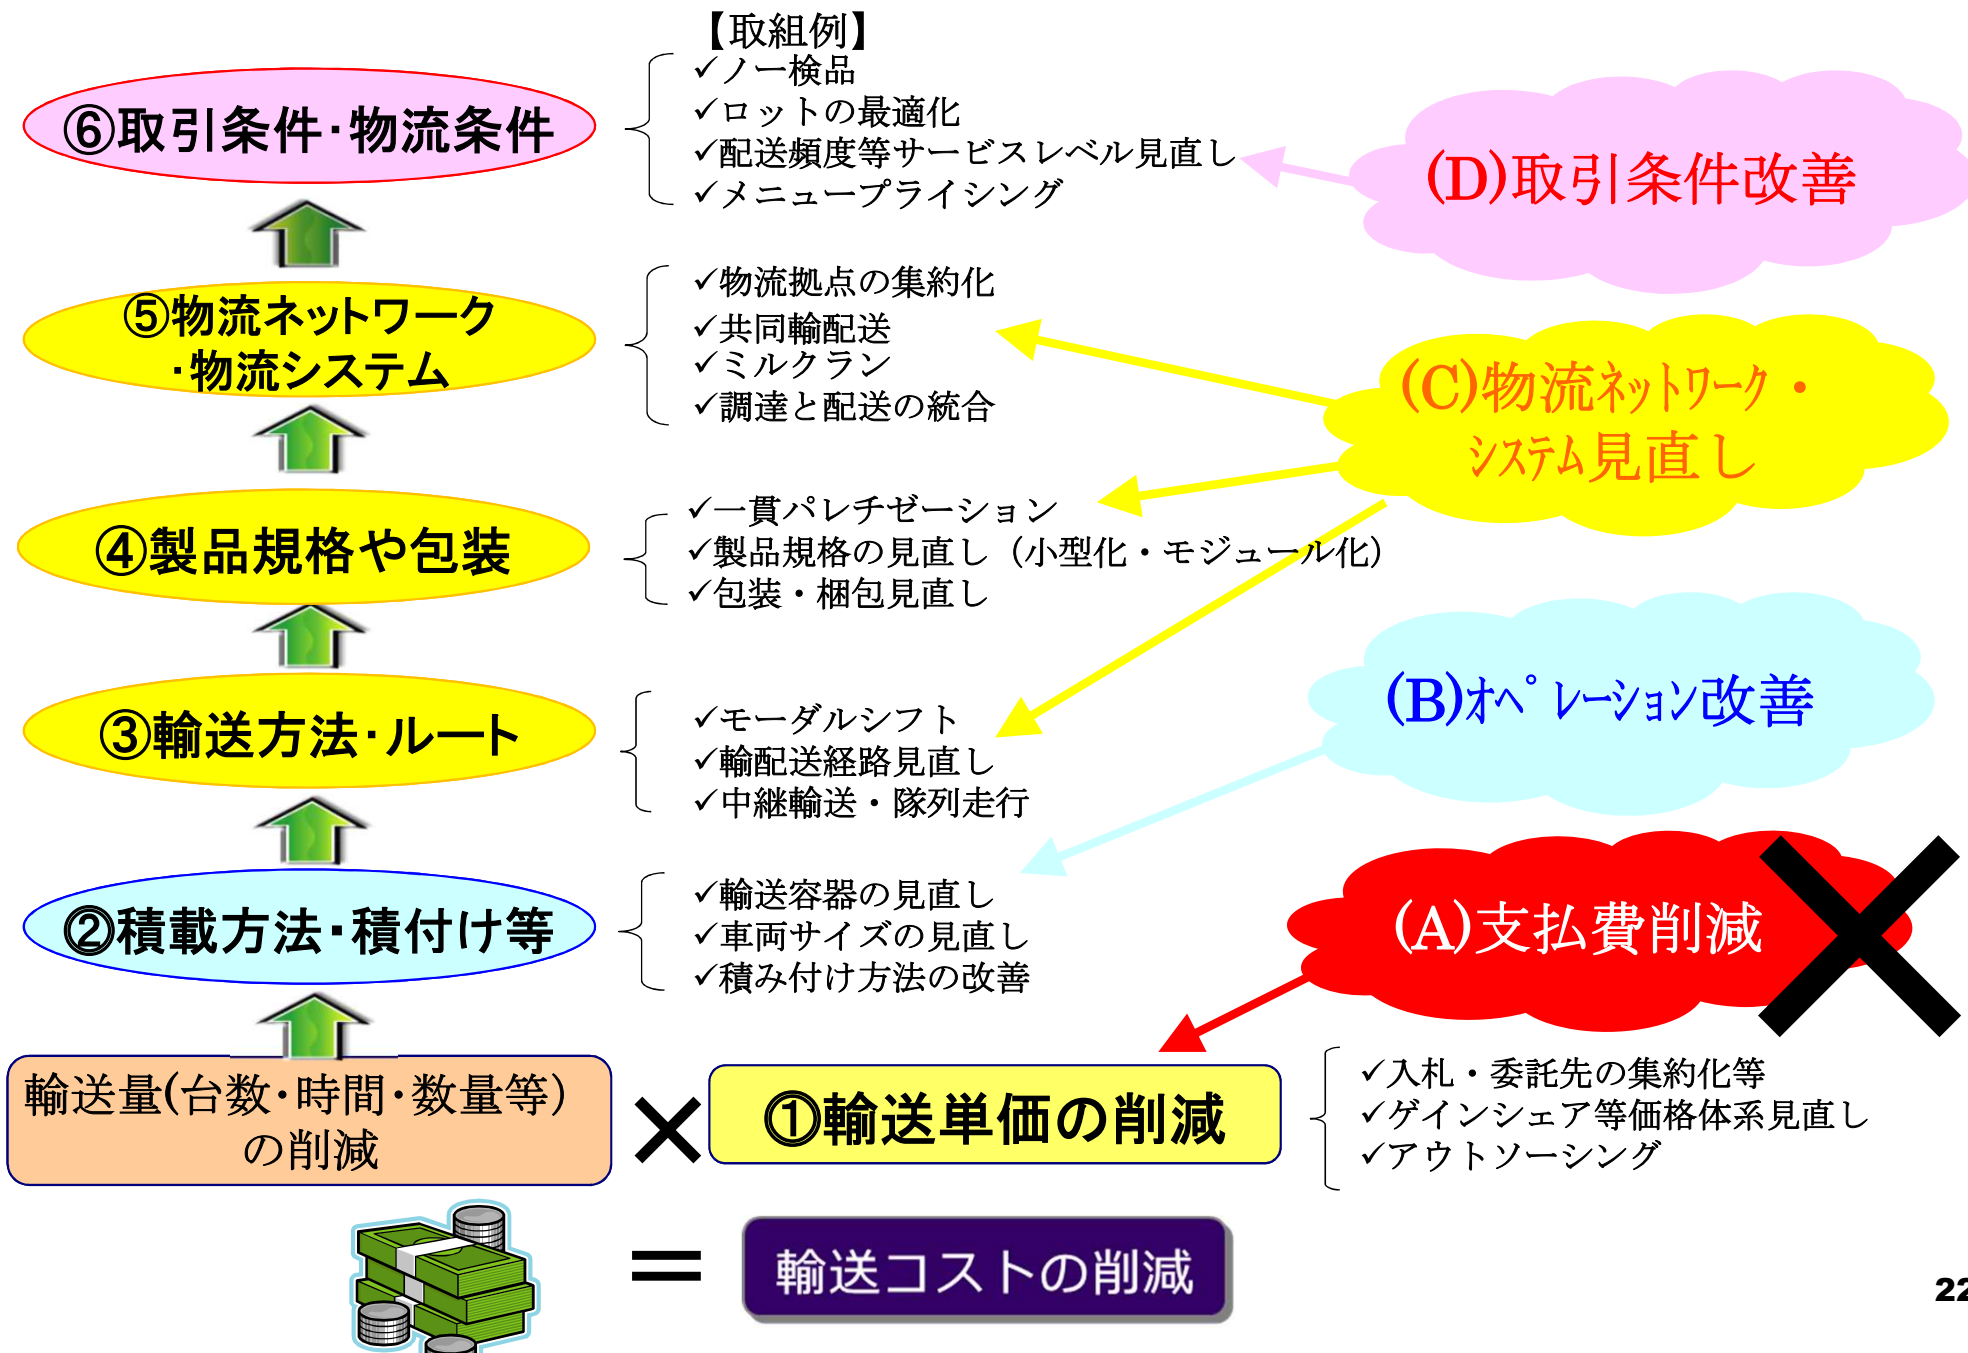 【取組例】
⑥取引条件・物流条件
✓ノー検品
✓ロットの最適化
✓配送頻度等サービスレベル見直し
✓メニュープライシング
(D)取引条件改善
⑤物流ネットワーク
・物流システム
✓物流拠点の集約化
✓共同輸配送
✓ミルクラン
✓調達と配送の統合
(C)物流ﾈｯﾄﾜｰｸ・
ｼｽﾃﾑ見直し
④製品規格や包装
✓一貫パレチゼーション
✓製品規格の見直し（小型化・モジュール化）
✓包装・梱包見直し
③輸送方法・ルート
✓モーダルシフト
✓輸配送経路見直し
✓中継輸送・隊列走行
(B)ｵﾍﾟﾚｰｼｮﾝ改善
②積載方法・積付け等
✓輸送容器の見直し
✓車両サイズの見直し
✓積み付け方法の改善
(A)支払費削減
輸送量(台数・時間・数量等)
の削減
×
①輸送単価の削減
✓入札・委託先の集約化等
✓ゲインシェア等価格体系見直し
✓アウトソーシング
＝
輸送コストの削減
22